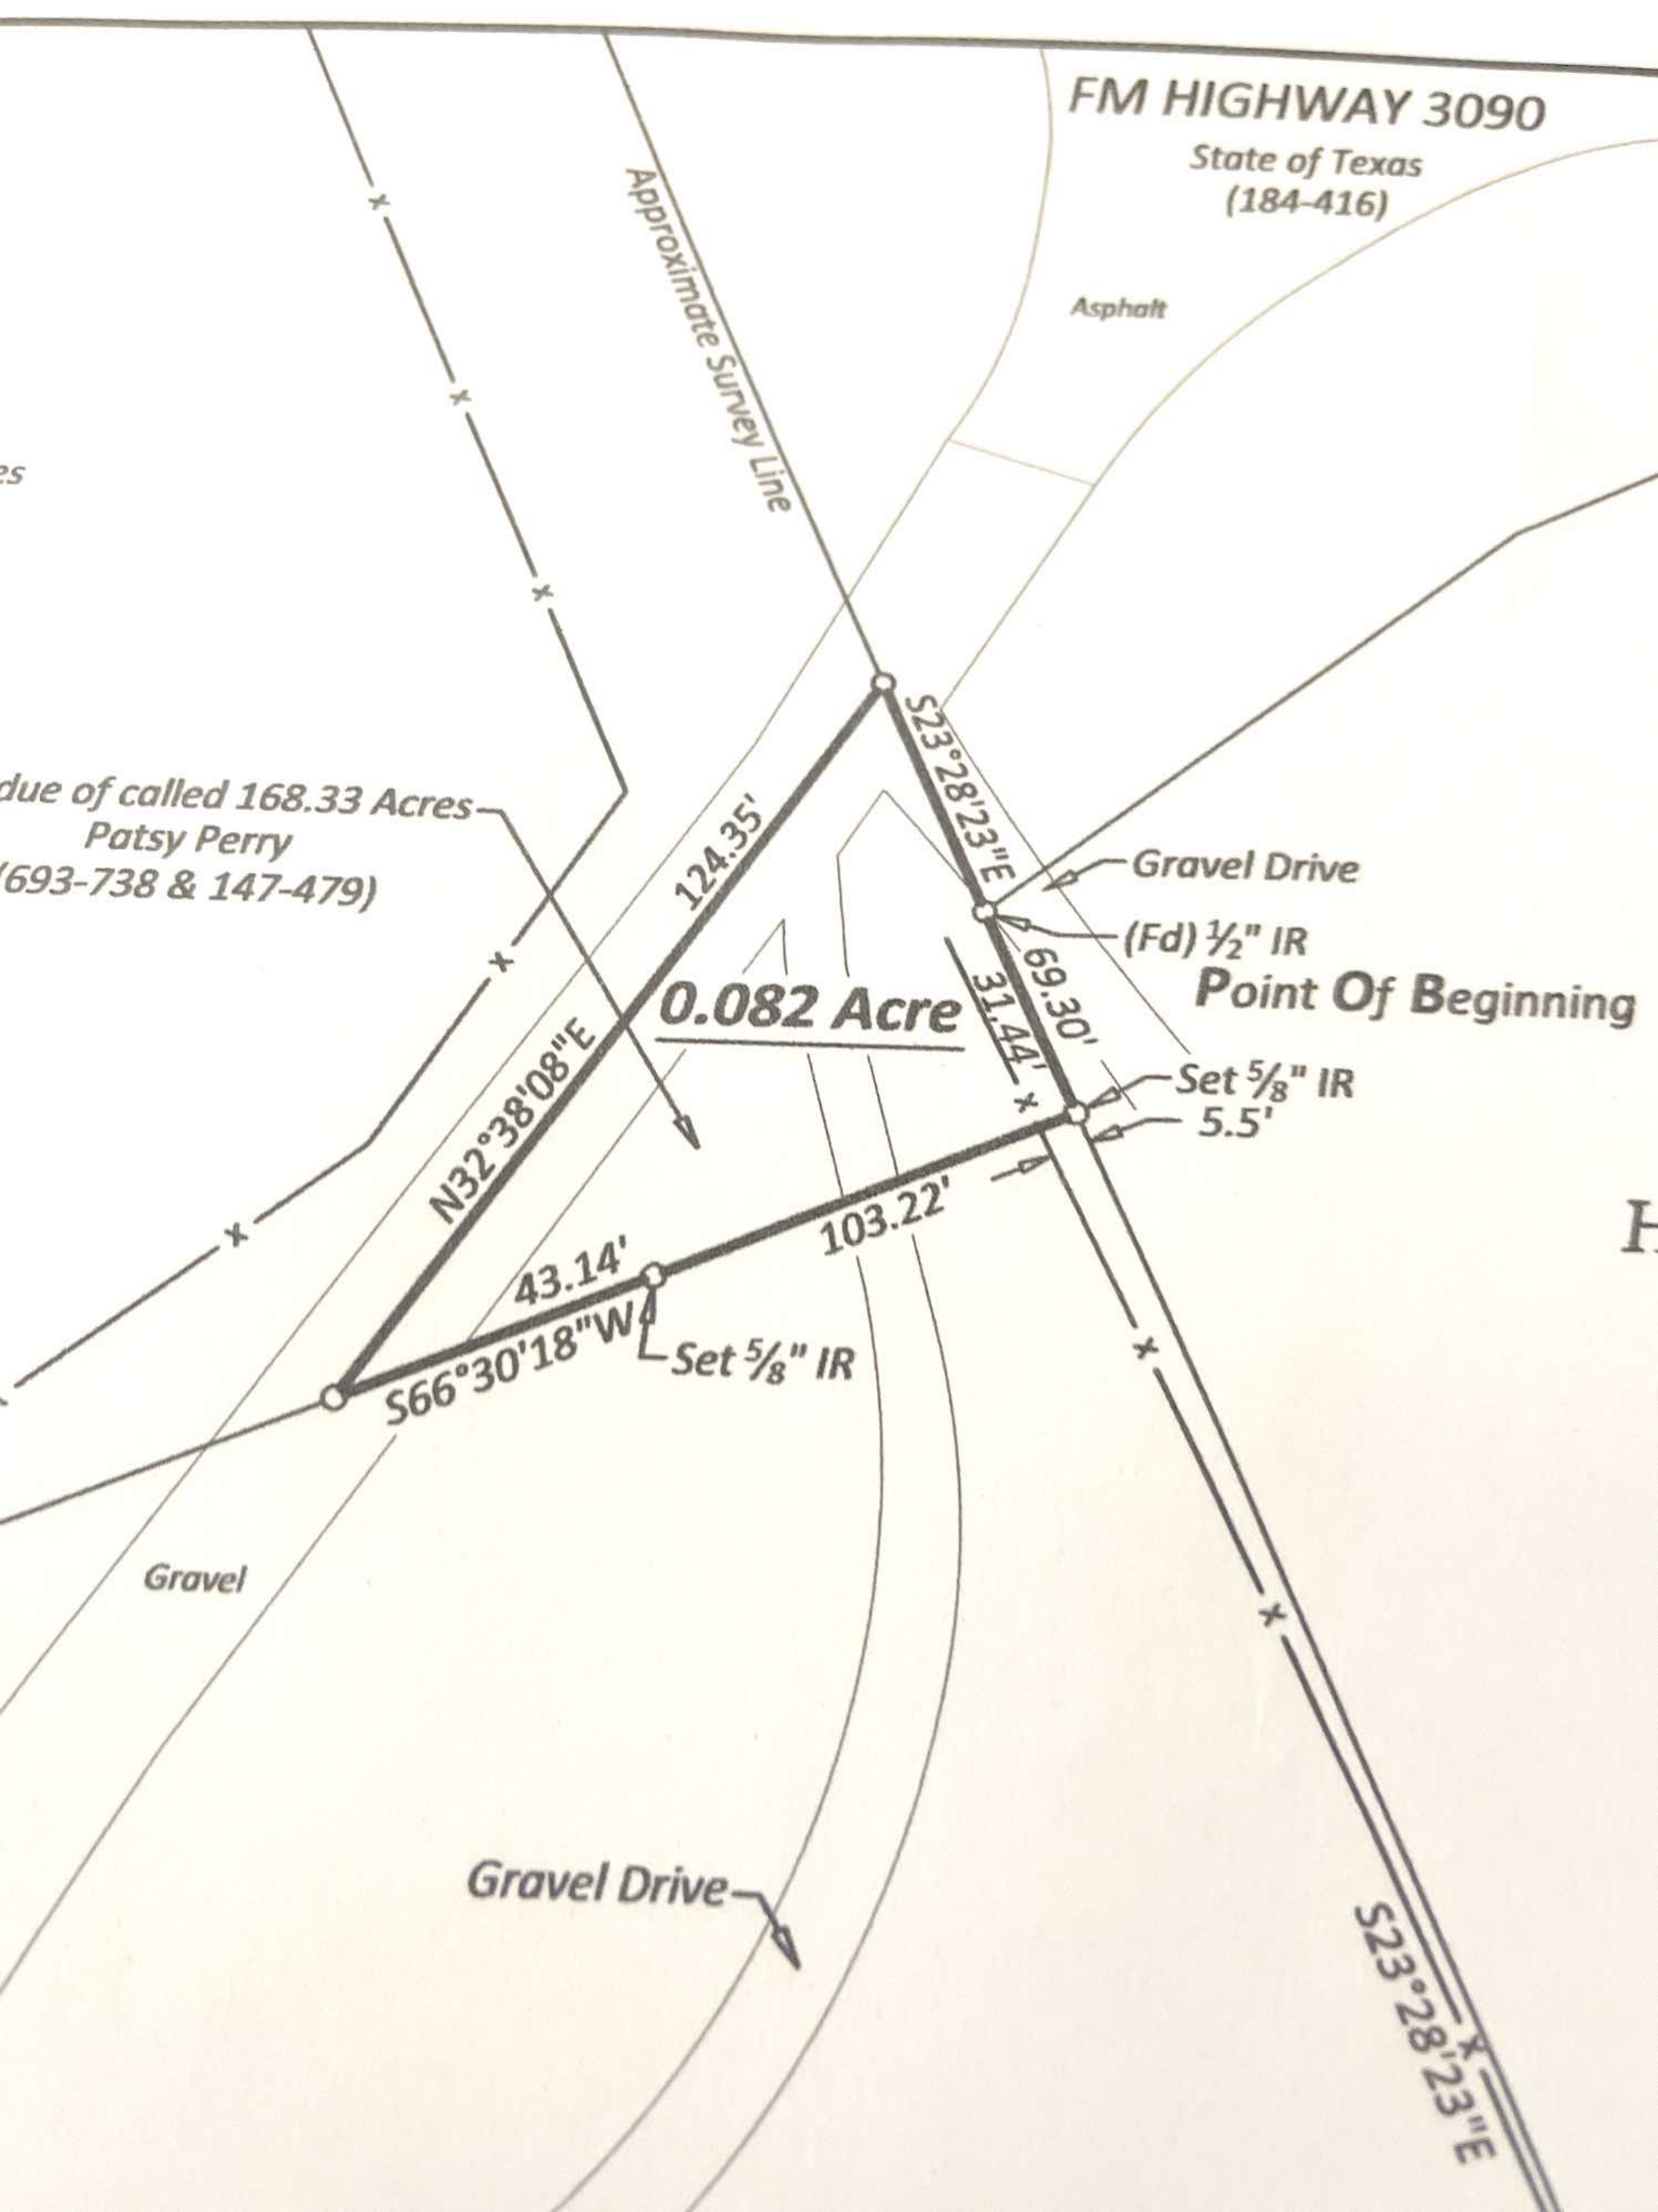 FM HIGHWAY 3090
State of Texas
(184-416)
Approximate Survey Line
Asphalt
es
due of called 168.33 Acres
Patsy Perry
(693-738 & 147-479)
S23°28'23"E
124.35'
Gravel Drive
(Fd) ½" IR
Point Of Beginning
69.30'
31.44'
0.082 Acre
N32°38'08"E
Set ⅝" IR
5.5'
x
x
x
x
x
x
x
x
x
H
103.22'
43.14'
S66°30'18"W
Set ⅝" IR
Gravel
Gravel Drive
S23°28'23"E